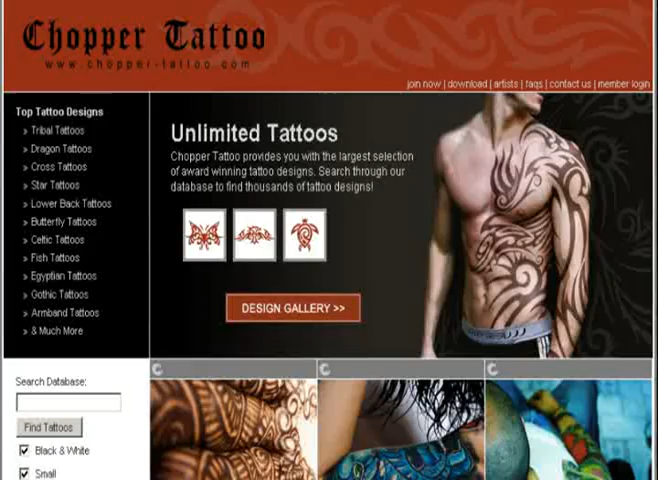 Chopper Tattoo
www.chopper-tattoo.com
join now | download | artists | faqs | contact us | member login
Top Tattoo Designs
» Tribal Tattoos
» Dragon Tattoos
» Cross Tattoos
» Star Tattoos
» Lower Back Tattoos
» Butterfly Tattoos
» Celtic Tattoos
» Fish Tattoos
» Egyptian Tattoos
» Gothic Tattoos
» Armband Tattoos
» & Much More
Unlimited Tattoos
Chopper Tattoo provides you with the largest selection
of award winning tattoo designs. Search through our
database to find thousands of tattoo designs!
DESIGN GALLERY >>
Search Database:
Find Tattoos
Black & White
Small